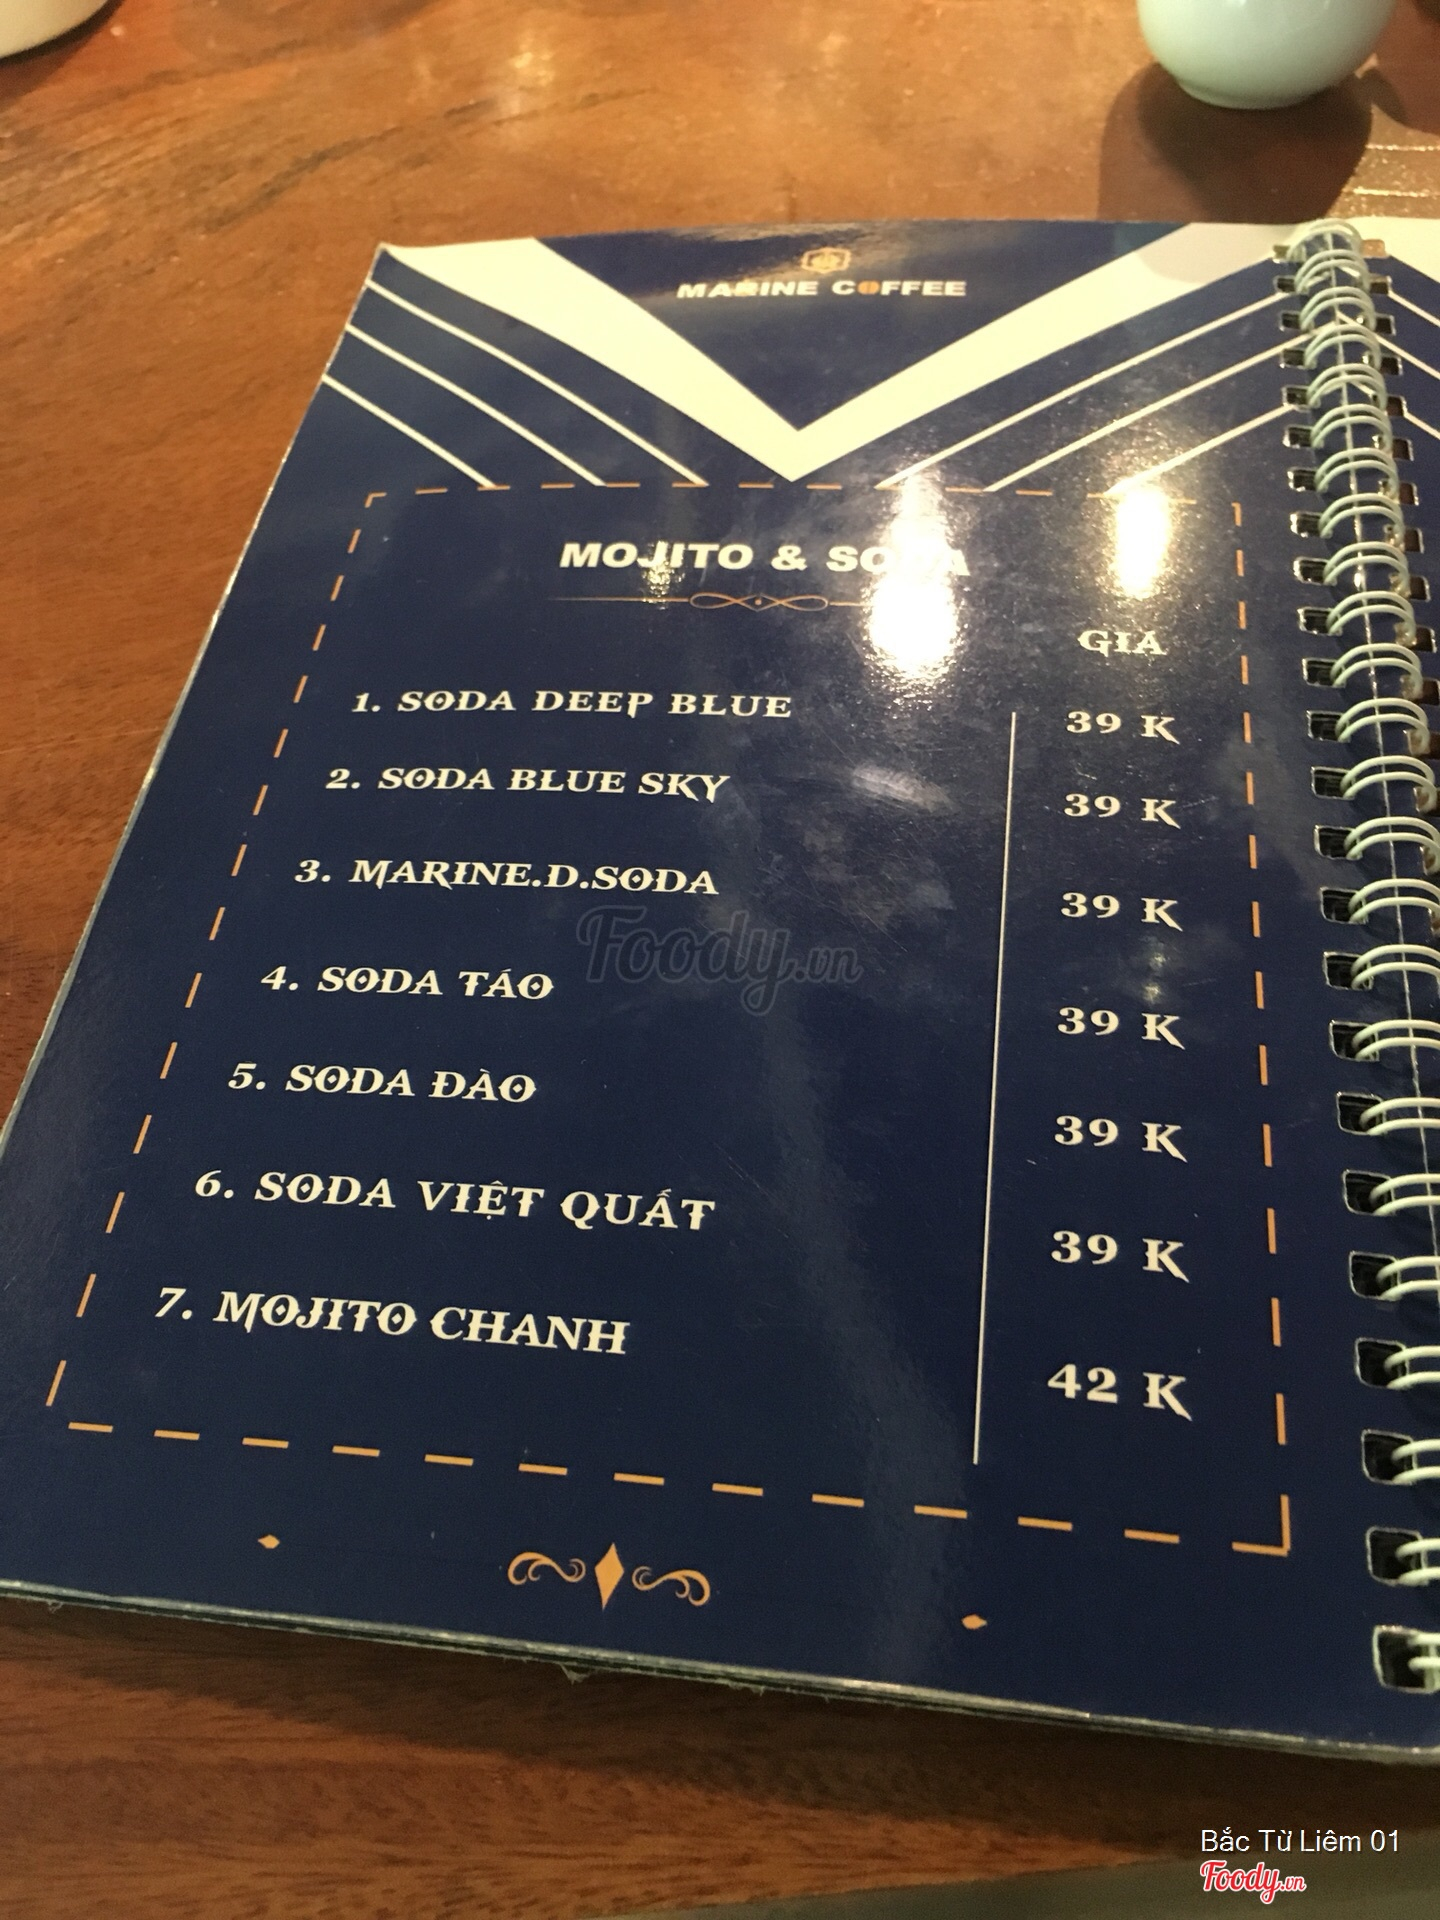 MARINE COFFEE
MOJITO & SODA
GIÁ
1. SODA DEEP BLUE 39 K
2. SODA BLUE SKY 39 K
3. MARINE.D.SODA 39 K
4. SODA TÁO 39 K
5. SODA ĐÀO 39 K
6. SODA VIỆT QUẤT 39 K
7. MOJITO CHANH 42 K
Foody.vn
Bắc Từ Liêm 01
Foody.vn